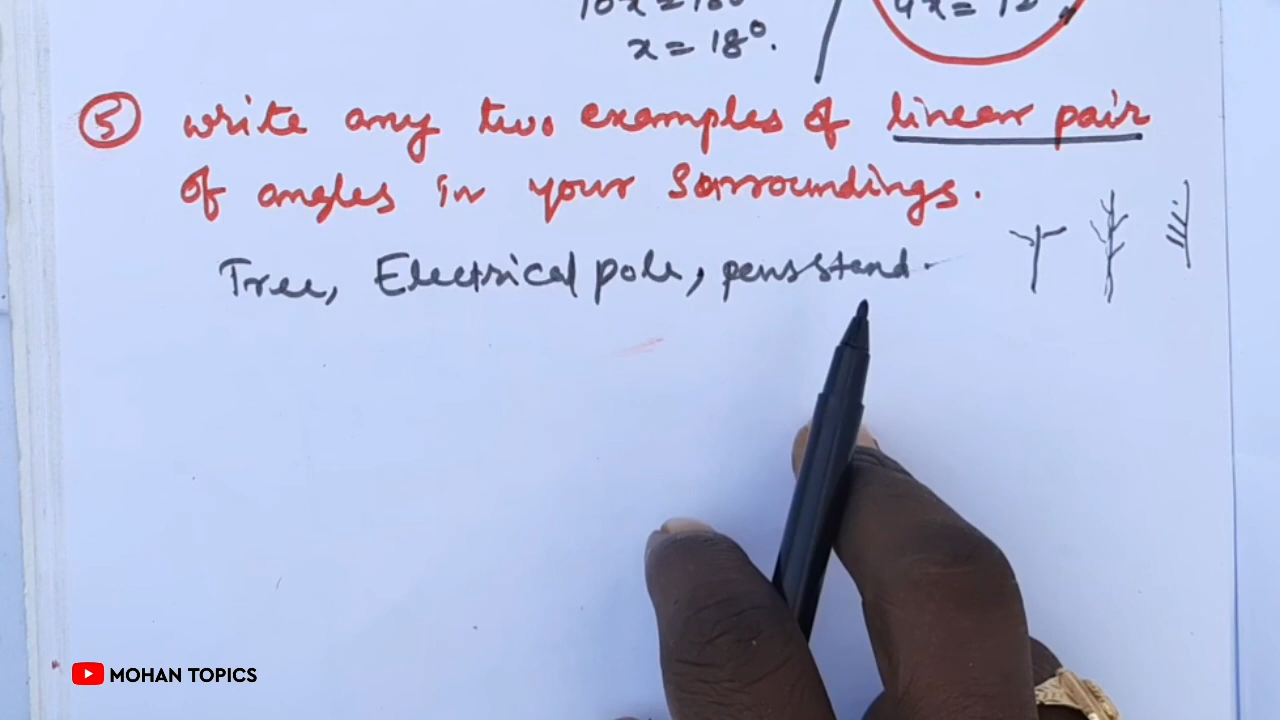 x = 18°.
⑤ write any two examples of linear pair
of angles in your Sorroundings.
Tree, Electrical pole, pens stand.
MOHAN TOPICS